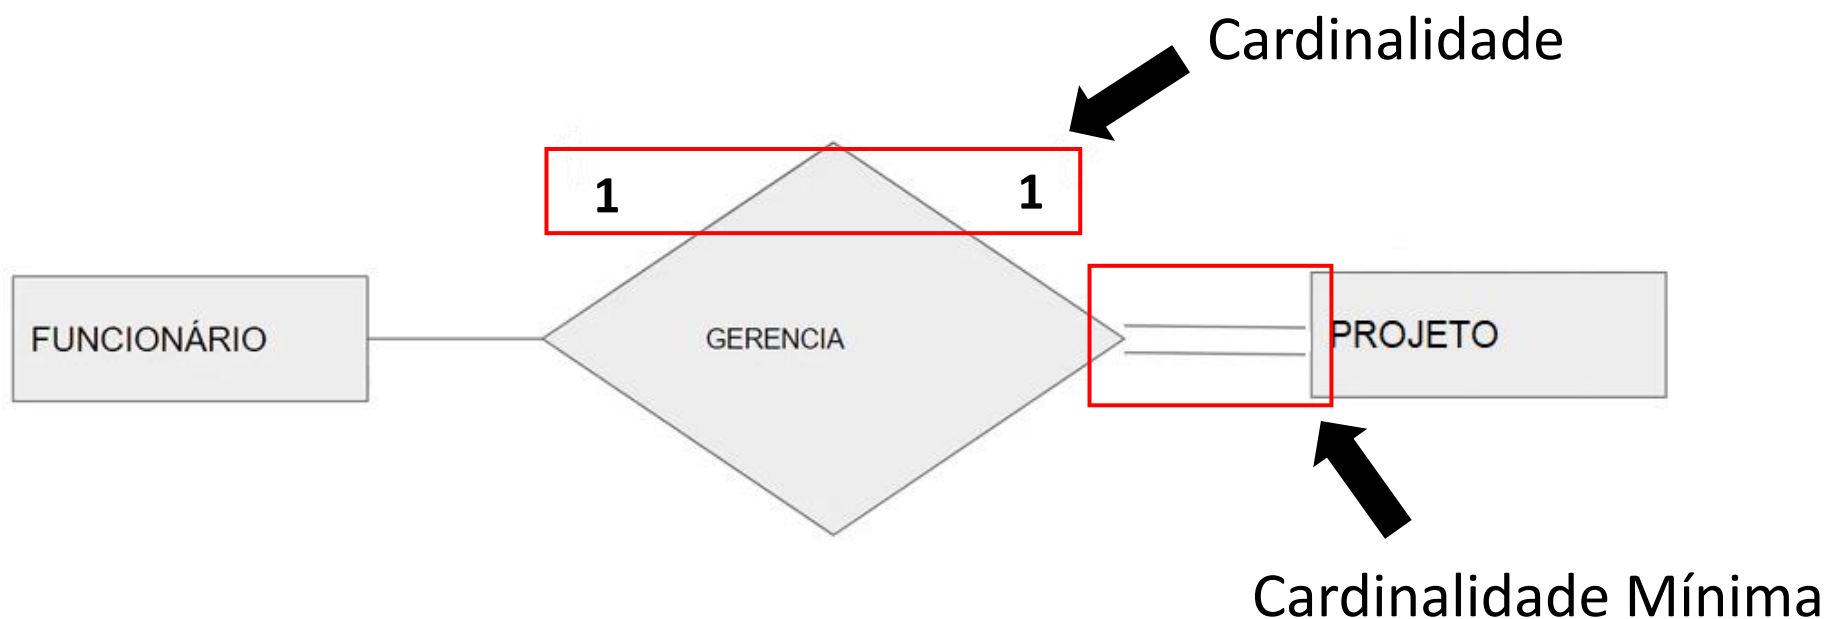 Cardinalidade
1 1
FUNCIONÁRIO GERENCIA PROJETO
Cardinalidade Mínima